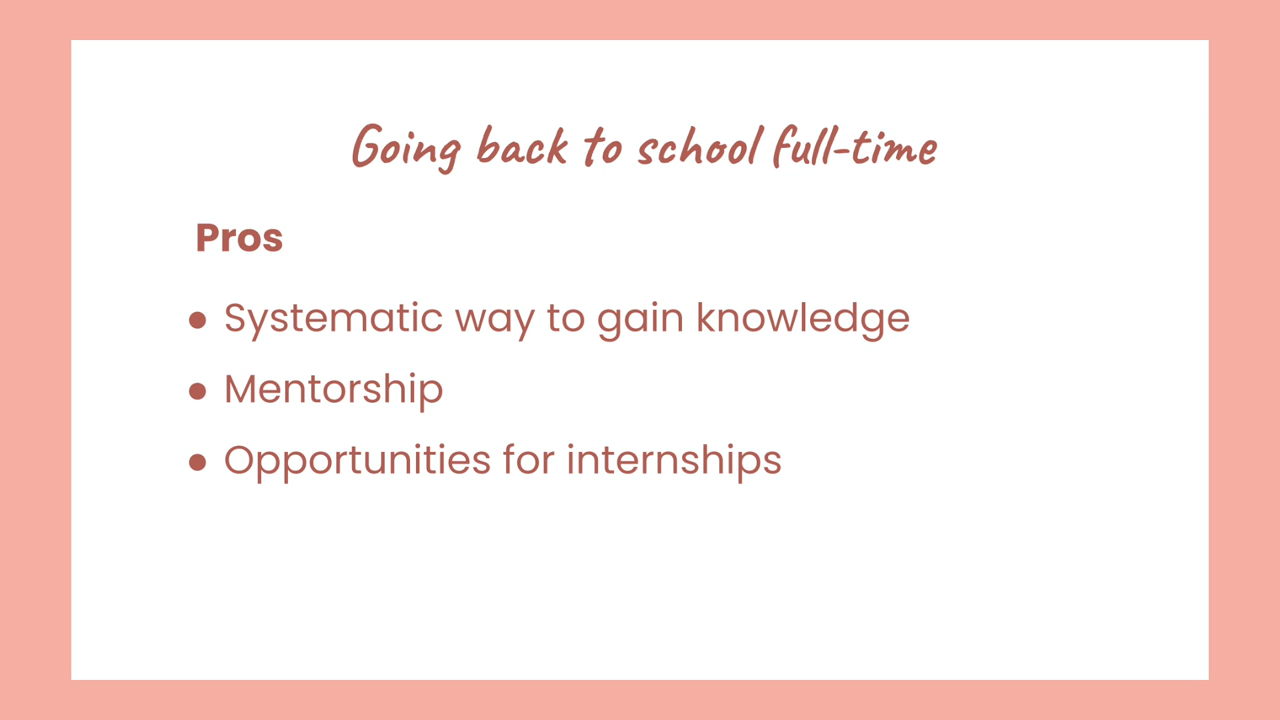 Going back to school full-time
Pros
• Systematic way to gain knowledge
• Mentorship
• Opportunities for internships